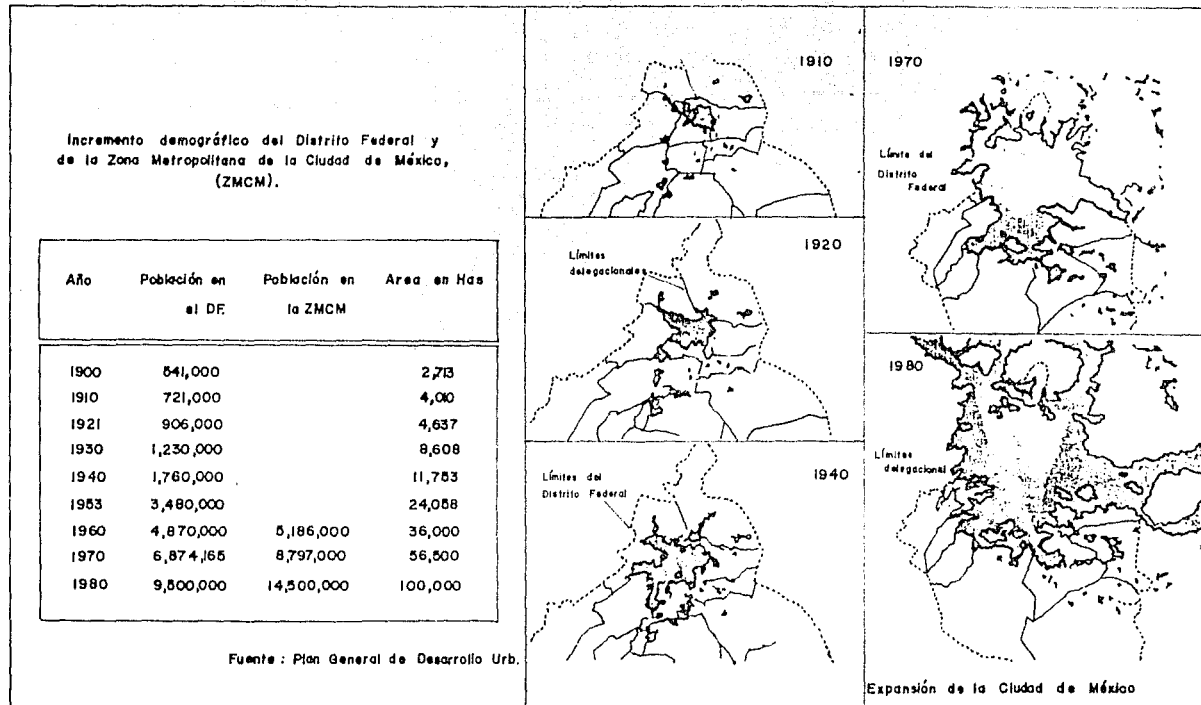 Incremento demográfico del Distrito Federal y
de la Zona Metropolitana de la Ciudad de México,
(ZMCM).
Año Población en Población en Area en Has
el DF. la ZMCM
1900 541,000 2,713
1910 721,000 4,010
1921 906,000 4,637
1930 1,230,000 8,608
1940 1,760,000 11,753
1953 3,480,000 24,058
1960 4,870,000 5,186,000 36,000
1970 6,874,165 8,797,000 56,500
1980 9,500,000 14,500,000 100,000
Fuente : Plan General de Desarrollo Urb.
1910
1920
Límites
delegacionales
1940
Límites del
Distrito Federal
1970
Límite del
Distrito
Federal
1980
Límites
delegacional
Expansión de la Ciudad de México